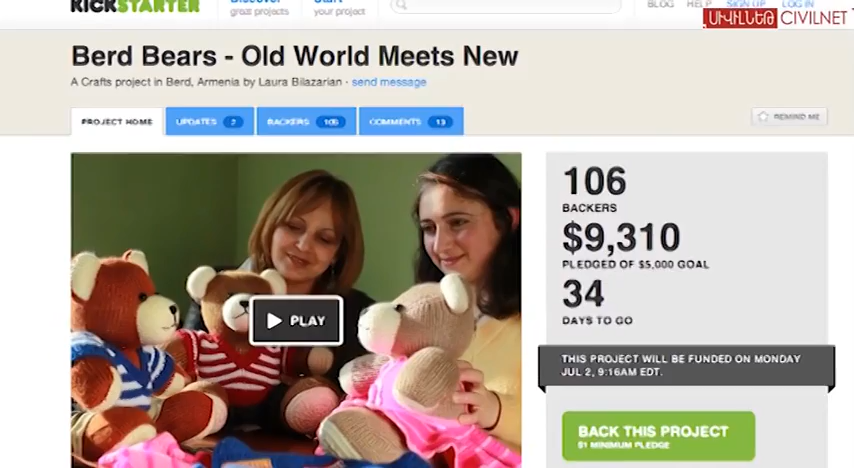 KICKSTARTER
Discover
great projects
Start
your project
BLOG HELP SIGN UP LOG IN
ՍԻՎԻԼՆԵԹ CIVILNET
Berd Bears - Old World Meets New
A Crafts project in Berd, Armenia by Laura Bilazarian · send message
PROJECT HOME
UPDATES 2
BACKERS 106
COMMENTS 13
REMIND ME
PLAY
106
BACKERS
$9,310
PLEDGED OF $5,000 GOAL
34
DAYS TO GO
THIS PROJECT WILL BE FUNDED ON MONDAY
JUL 2, 9:16AM EDT.
BACK THIS PROJECT
$1 MINIMUM PLEDGE